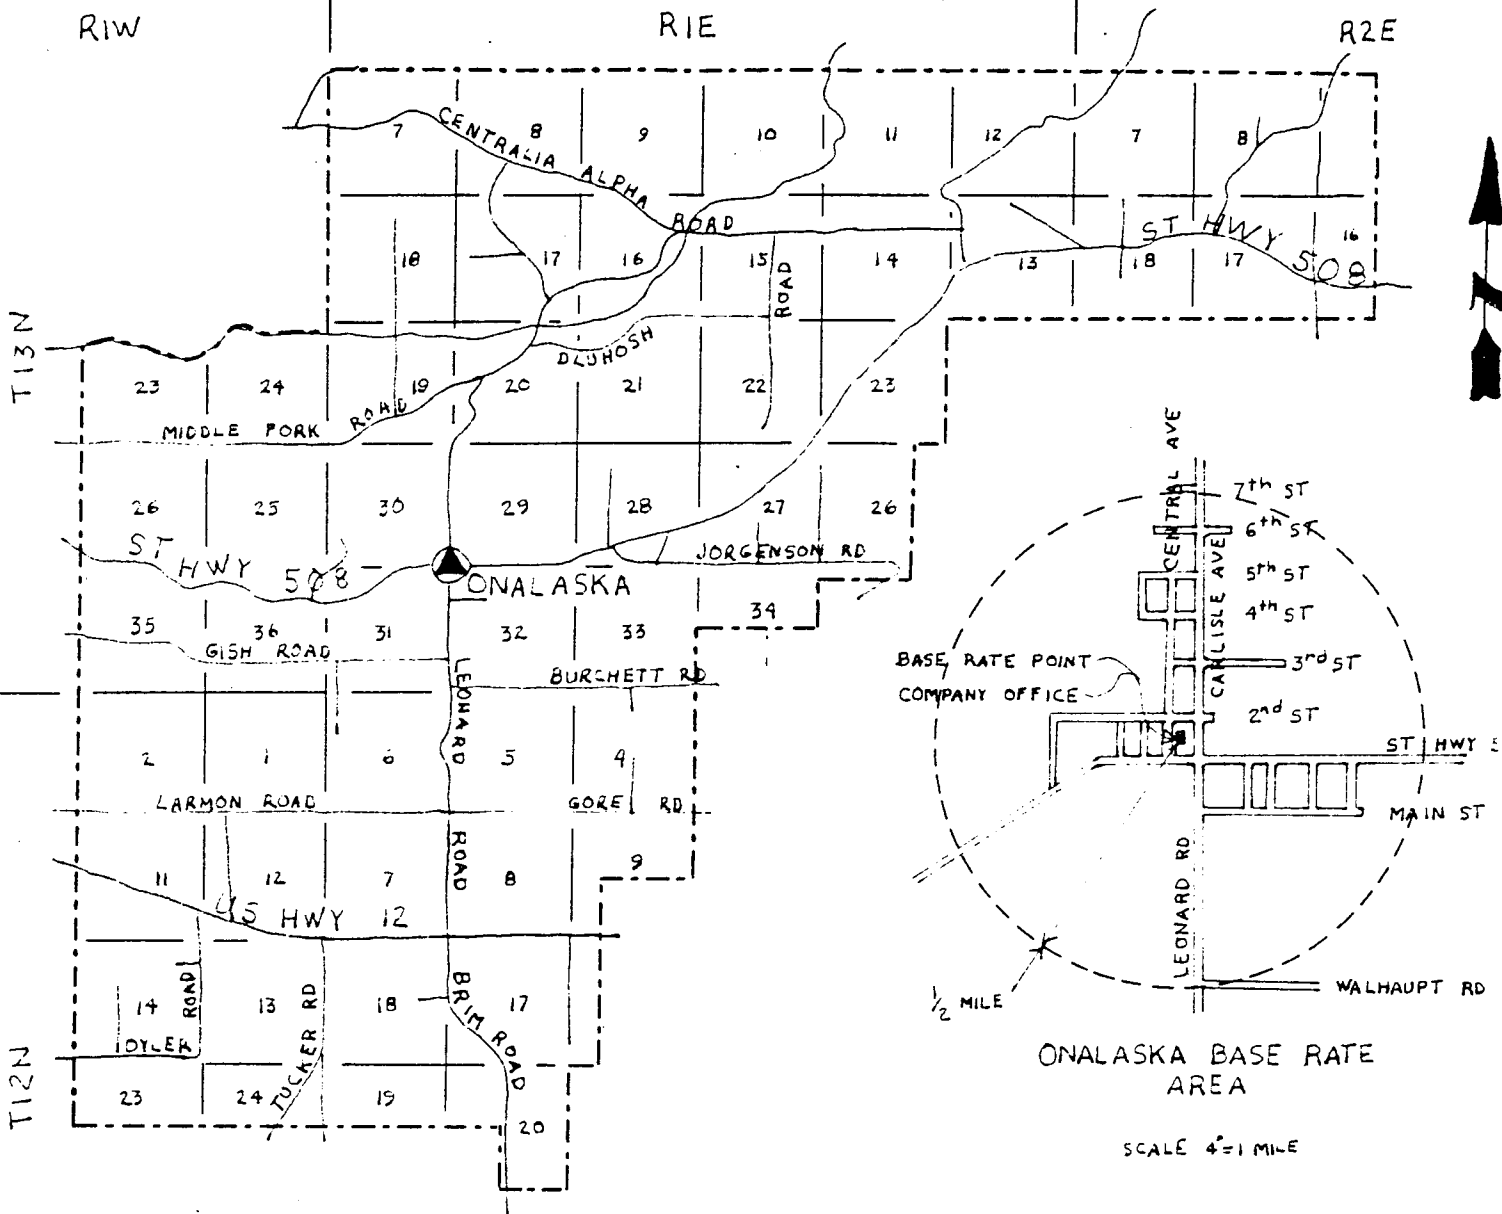 R1W R1E R2E
7 8 9 10 11 12 7 8
CENTRALIA ALPHA ROAD
ST HWY 508
18 17 16 15 14 13 18 17 16
ROAD
T13N
DLUHOSH
23 24 19 20 21 22 23
MIDDLE FORK ROAD
26 25 30 29 28 27 26
ST HWY 508
JORGENSON RD
ONALASKA
35 36 31 32 33 34
GISH ROAD
BURCHETT RD
LEONARD ROAD
2 1 6 5 4
LARMON ROAD GORE RD
11 12 7 8 9
US HWY 12
14 13 18 17
ROAD
OYLER
TUCKER RD
BRIM ROAD
T12N
23 24 19 20
CENTRAL AVE
7th ST
6th ST
CARLISLE AVE
5th ST
4th ST
3rd ST
BASE RATE POINT
COMPANY OFFICE
2nd ST
ST HWY 5
MAIN ST
LEONARD RD
1/2 MILE
WALHAUPT RD
ONALASKA BASE RATE
AREA
SCALE 4"=1 MILE